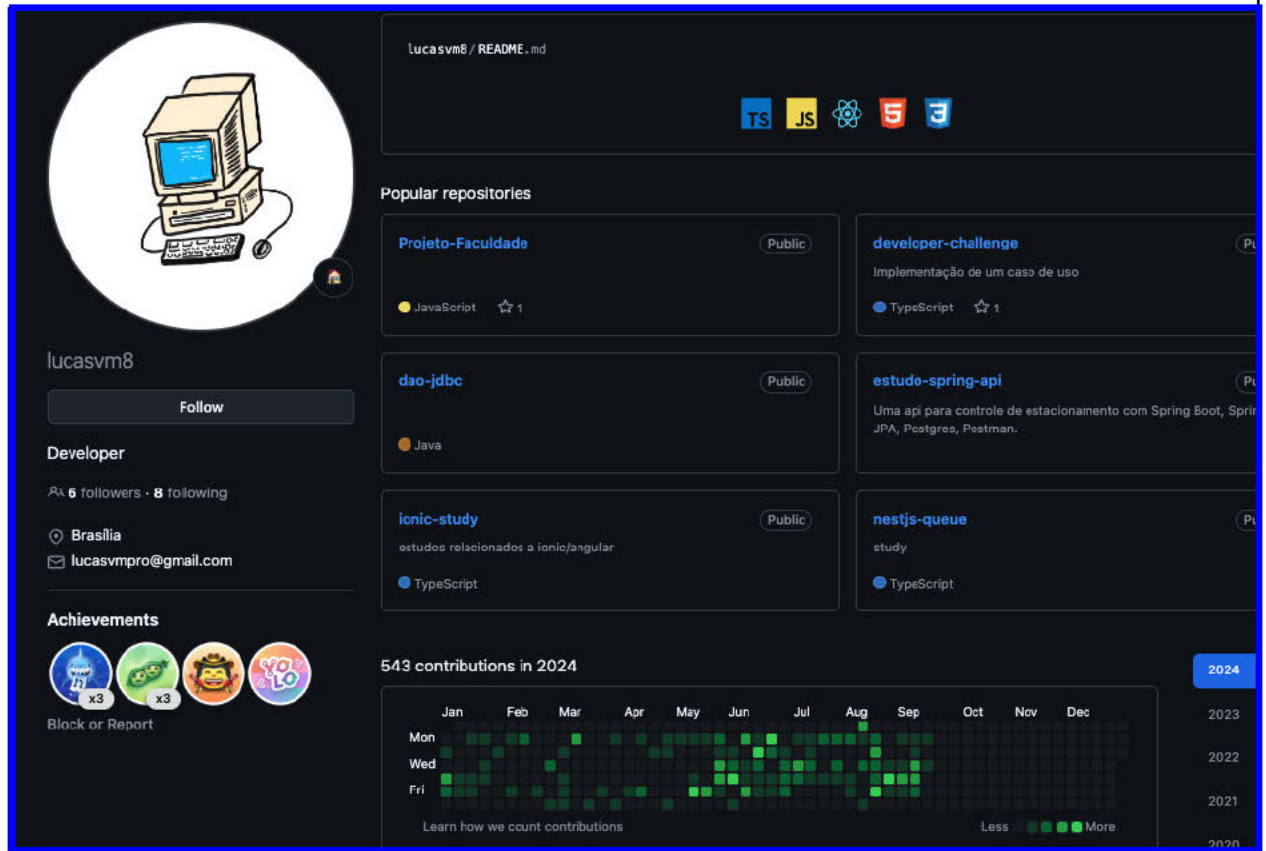 lucasvm8/README.md
TS JS 5 3
Popular repositories
Projeto-Faculdade Public
JavaScript 1
developer-challenge
Implementação de um caso de uso
TypeScript 1
dao-jdbc Public
Java
estudo-spring-api
Uma api para controle de estacionamento com Spring Boot,
JPA, Postgres, Postman.
ionic-study Public
estudos relacionados a ionic/angular
TypeScript
nestjs-queue
study
TypeScript
lucasvm8
Follow
Developer
6 followers · 8 following
Brasília
lucasvmpro@gmail.com
Achievements
x3 x3 YOLO
Block or Report
543 contributions in 2024
2024
2023
2022
2021
2020
Jan Feb Mar Apr May Jun Jul Aug Sep Oct Nov Dec
Mon
Wed
Fri
Learn how we count contributions
Less More